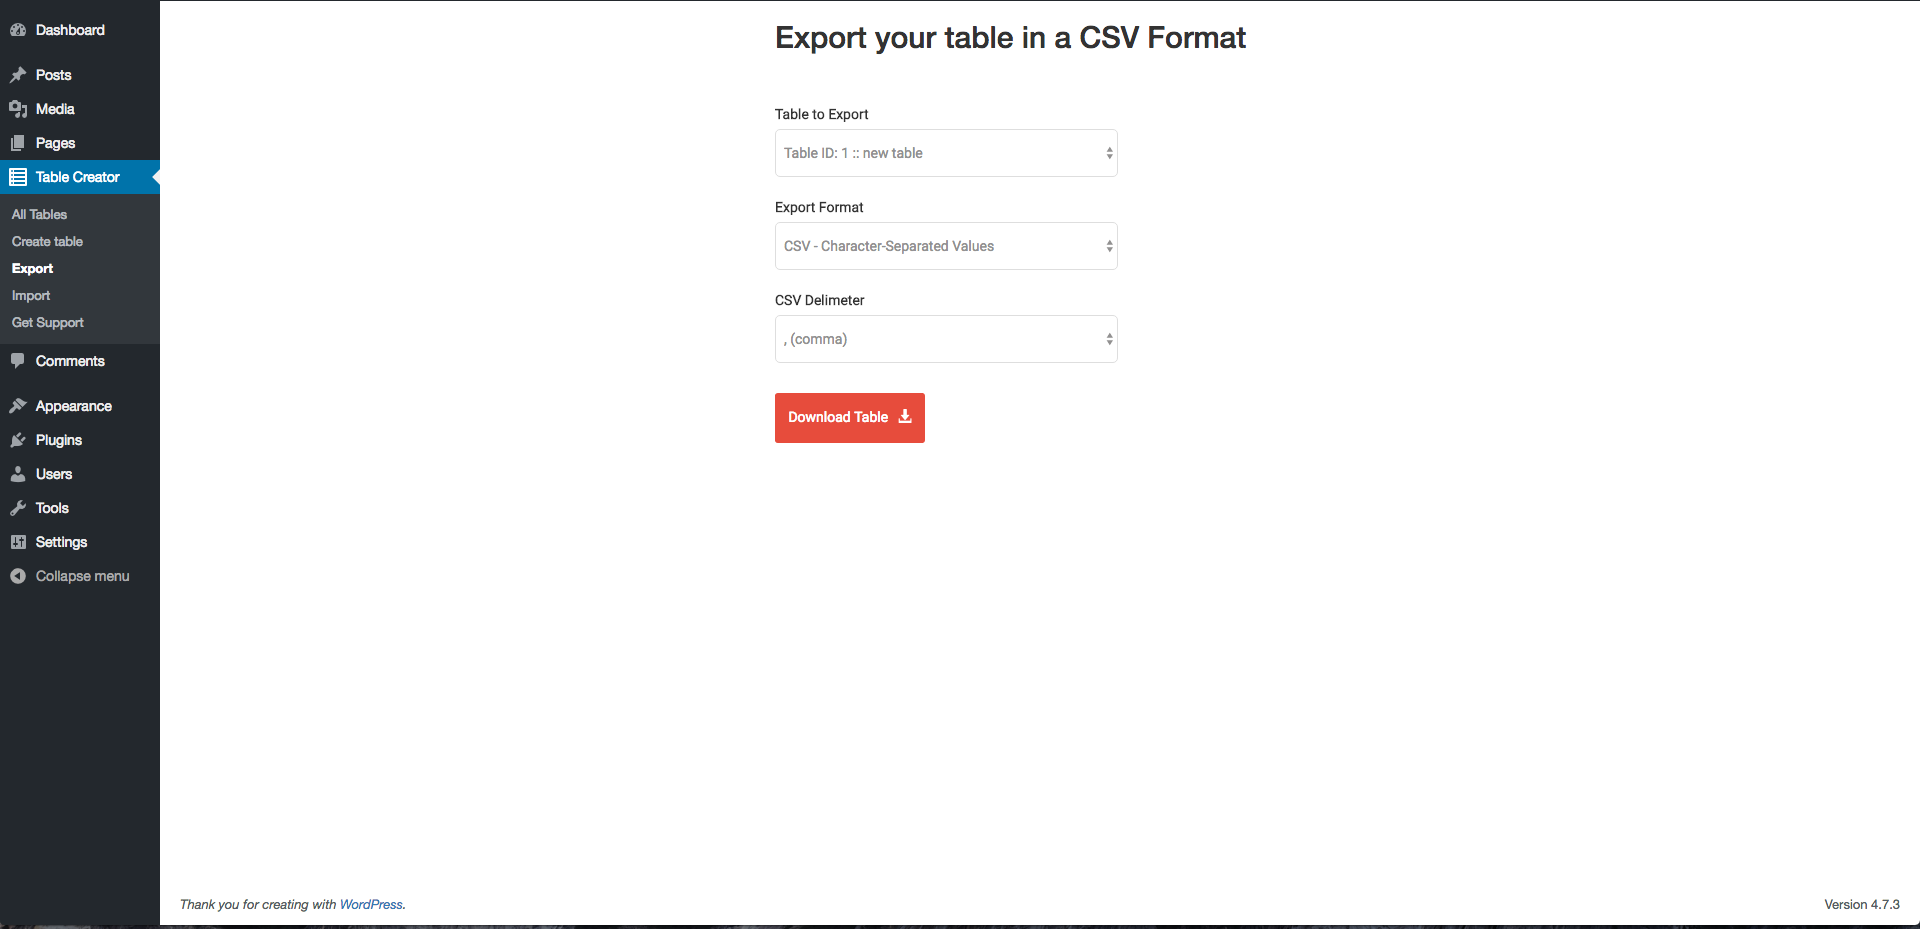 Dashboard
Posts
Media
Pages
Table Creator
All Tables
Create table
Export
Import
Get Support
Comments
Appearance
Plugins
Users
Tools
Settings
Collapse menu
Export your table in a CSV Format
Table to Export
Table ID: 1 :: new table
Export Format
CSV - Character-Separated Values
CSV Delimeter
, (comma)
Download Table
Thank you for creating with WordPress.
Version 4.7.3